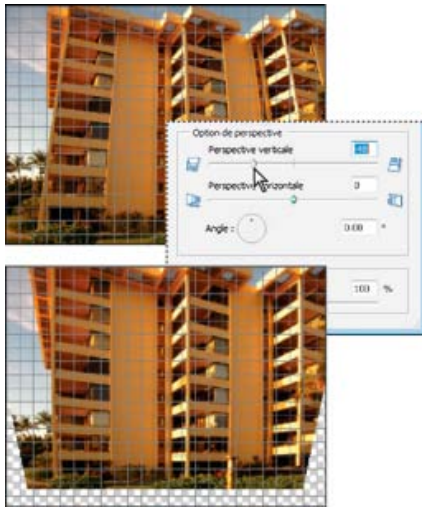 Option de perspective
Perspective verticale
Perspective horizontale
0
Angle :
0.00 °
100 %